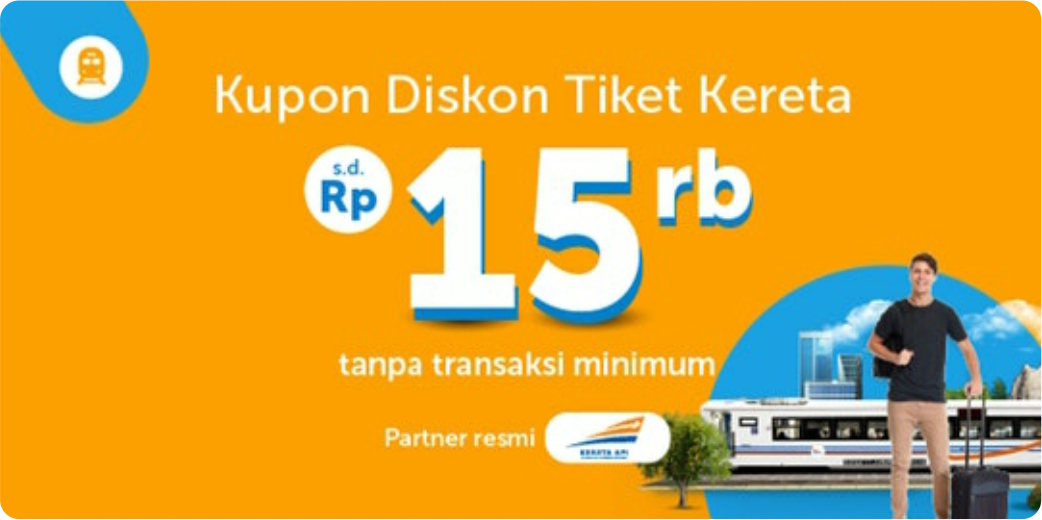 Kupon Diskon Tiket Kereta
s.d.
Rp 15 rb
tanpa transaksi minimum
Partner resmi KERETA API